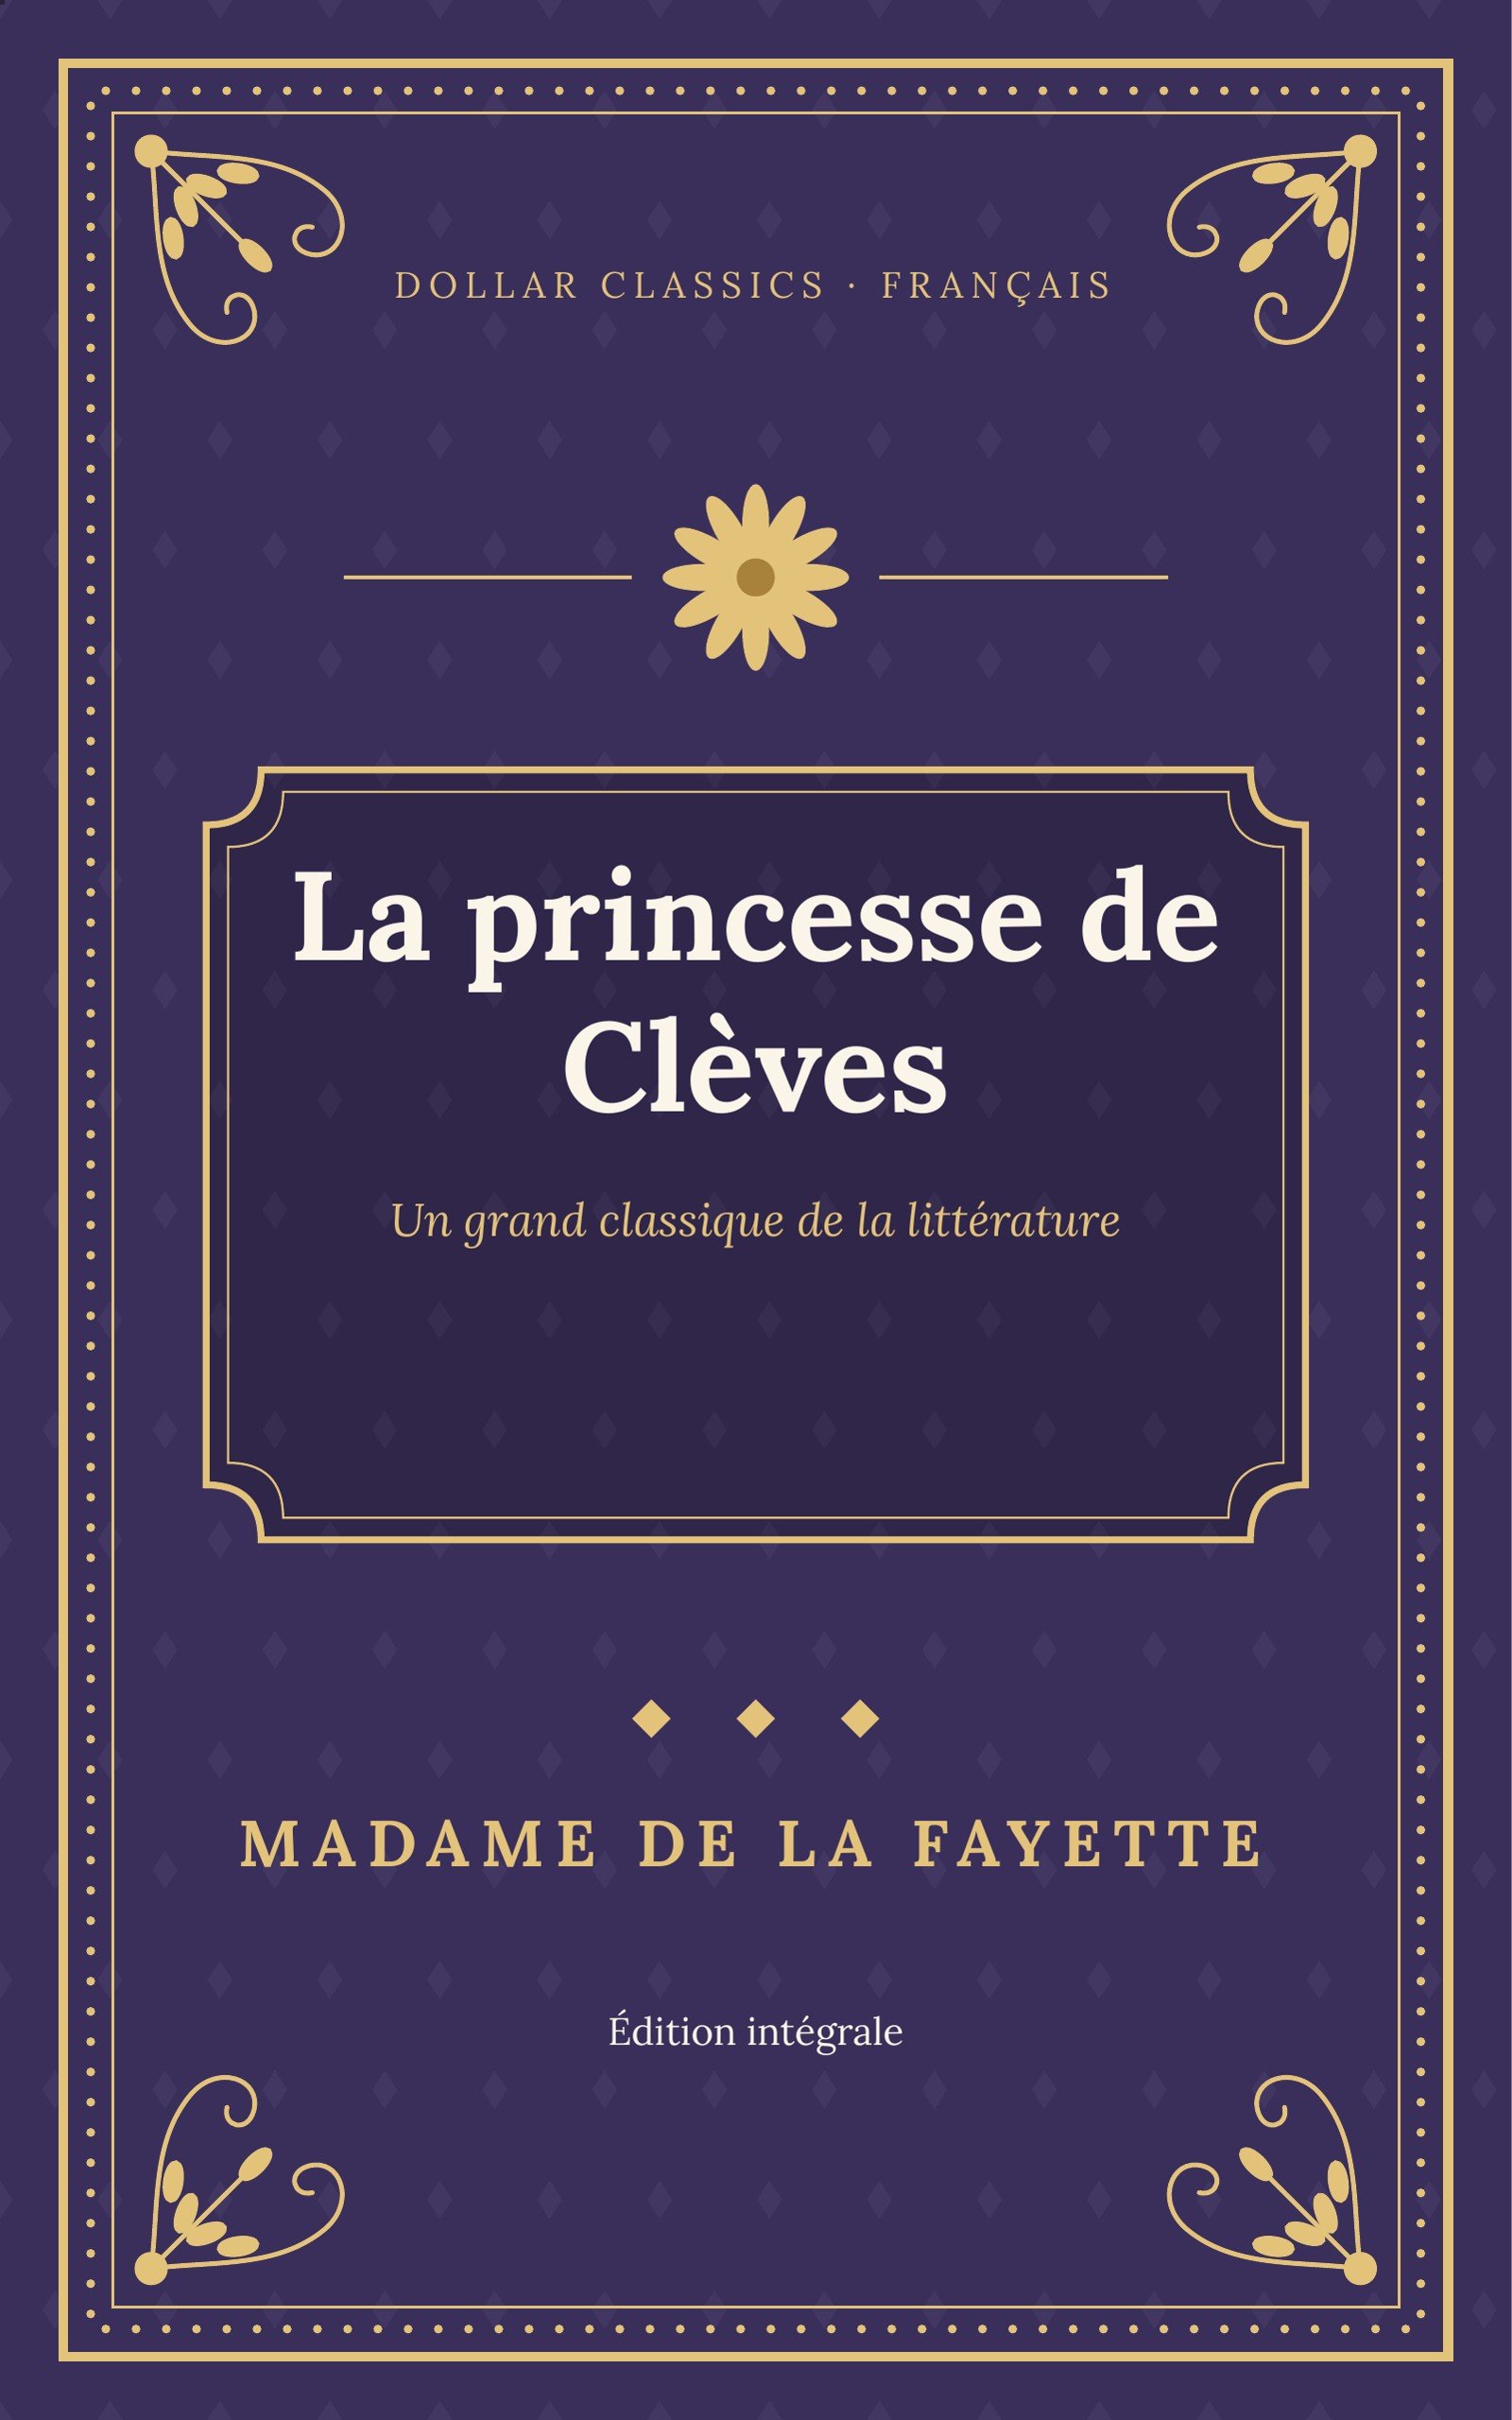 DOLLAR CLASSICS · FRANÇAIS
La princesse de
Clèves
Un grand classique de la littérature
MADAME DE LA FAYETTE
Édition intégrale